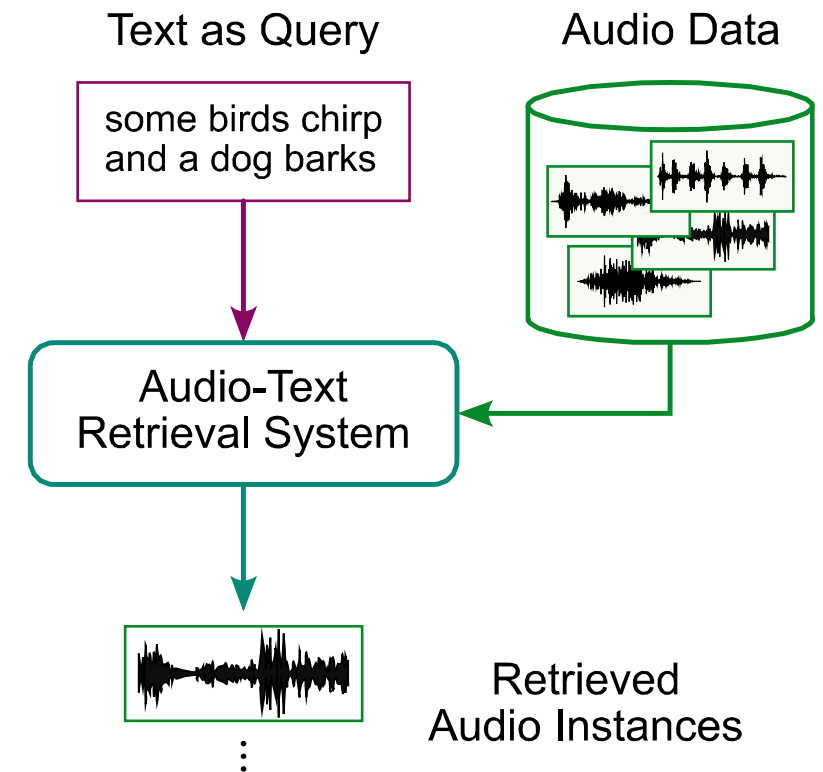 Text as Query
Audio Data
some birds chirp
and a dog barks
Audio-Text
Retrieval System
Retrieved
Audio Instances
⋮